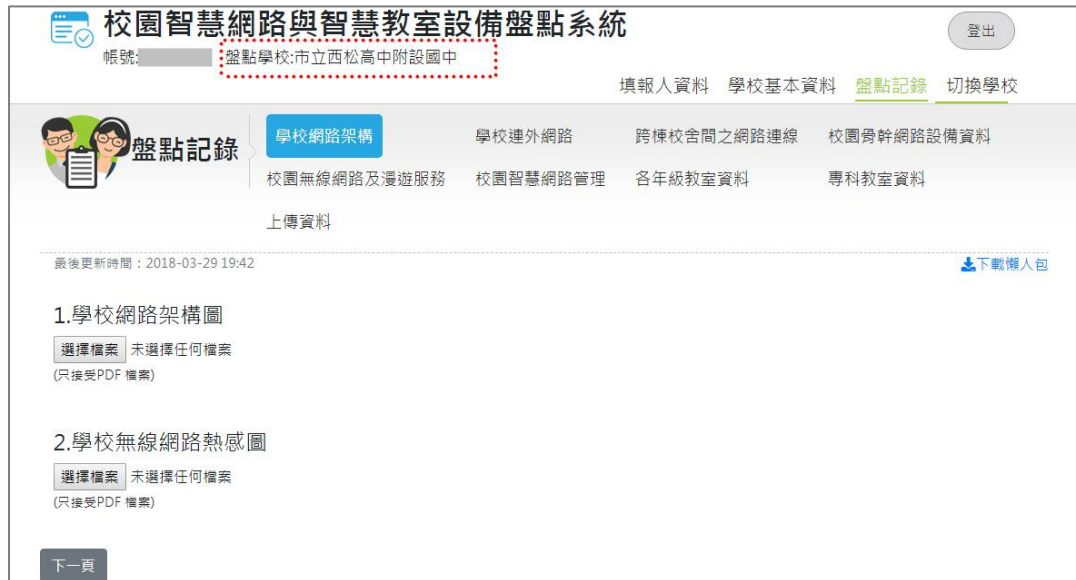 校園智慧網路與智慧教室設備盤點系統
登出
帳號: 盤點學校:市立西松高中附設國中
填報人資料 學校基本資料 盤點記錄 切換學校
盤點記錄
學校網路架構 學校連外網路 跨棟校舍間之網路連線 校園骨幹網路設備資料
校園無線網路及漫遊服務 校園智慧網路管理 各年級教室資料 專科教室資料
上傳資料
最後更新時間：2018-03-29 19:42 下載懶人包
1.學校網路架構圖
選擇檔案 未選擇任何檔案
(只接受PDF 檔案)
2.學校無線網路熱感圖
選擇檔案 未選擇任何檔案
(只接受PDF 檔案)
下一頁